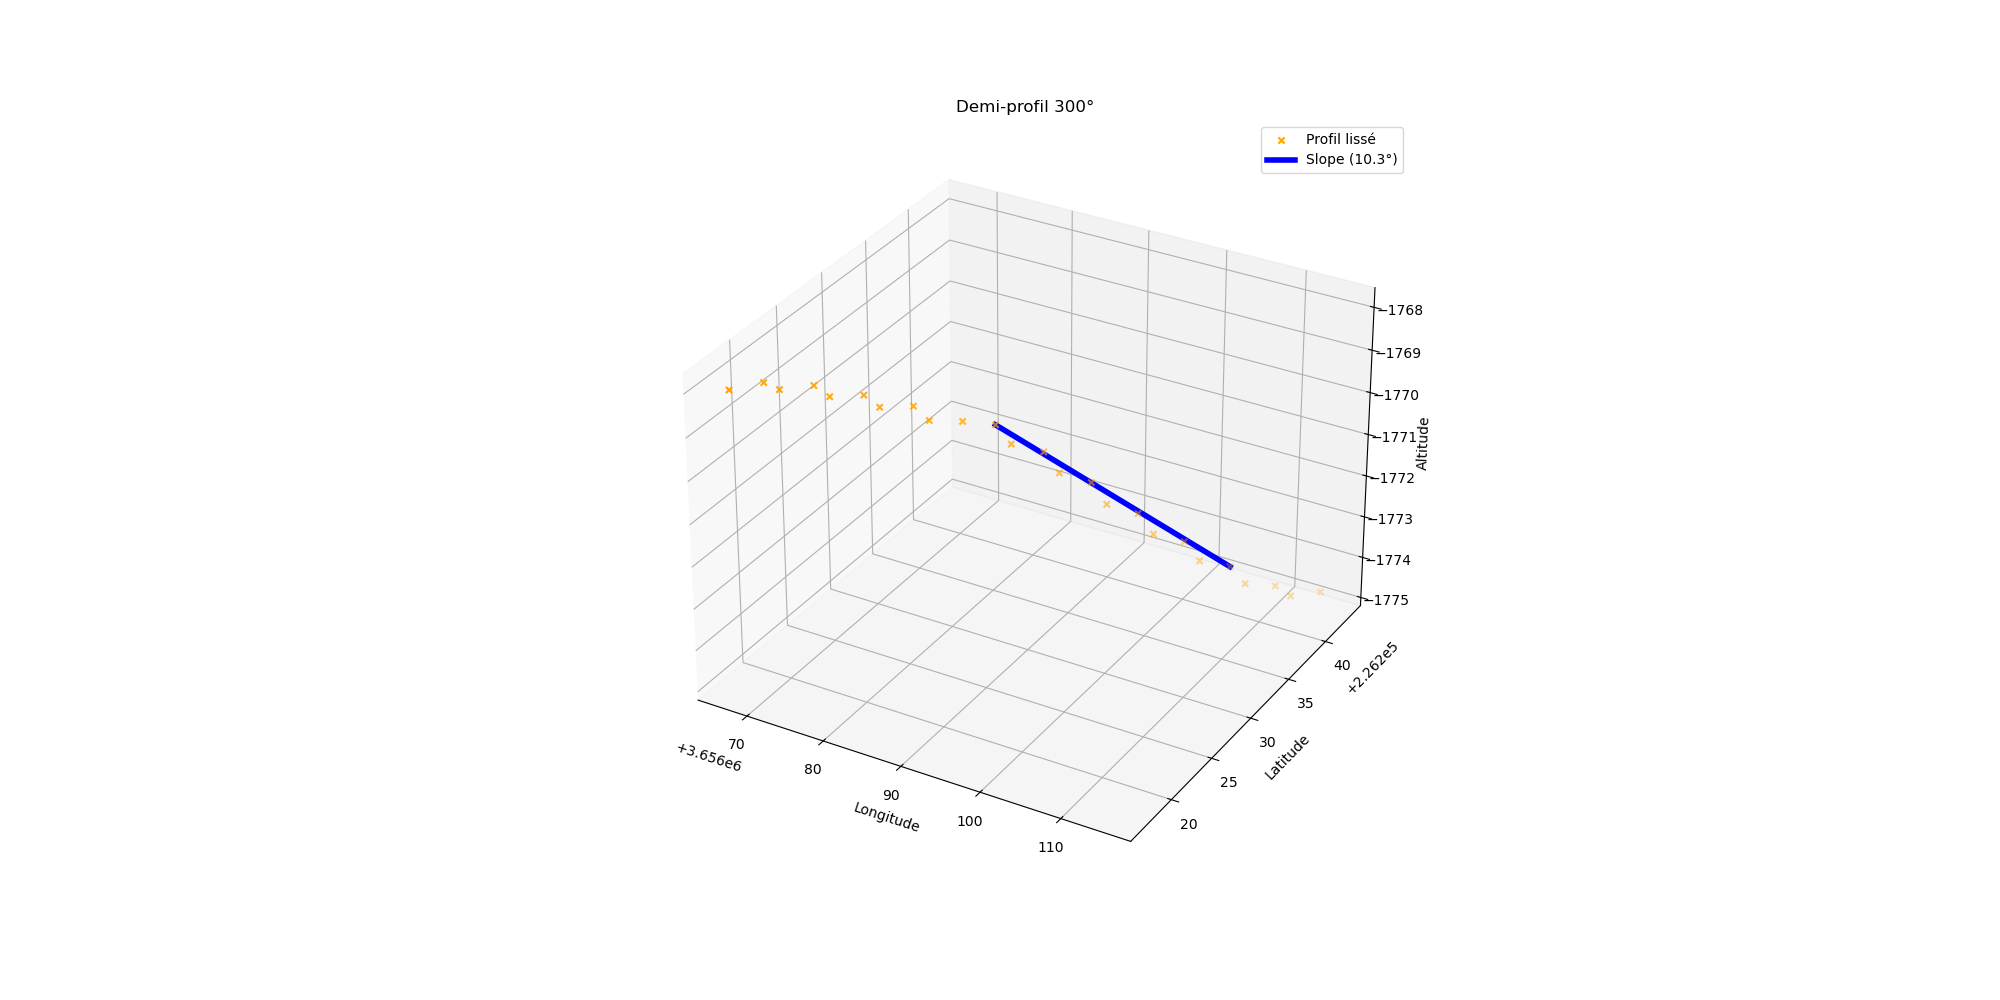 Demi-profil 300°
Profil lissé
Slope (10.3°)
−1768
−1769
−1770
−1771
−1772
−1773
−1774
−1775
Altitude
40
35
30
25
20
+2.262e5
Latitude
70
80
90
100
110
+3.656e6
Longitude